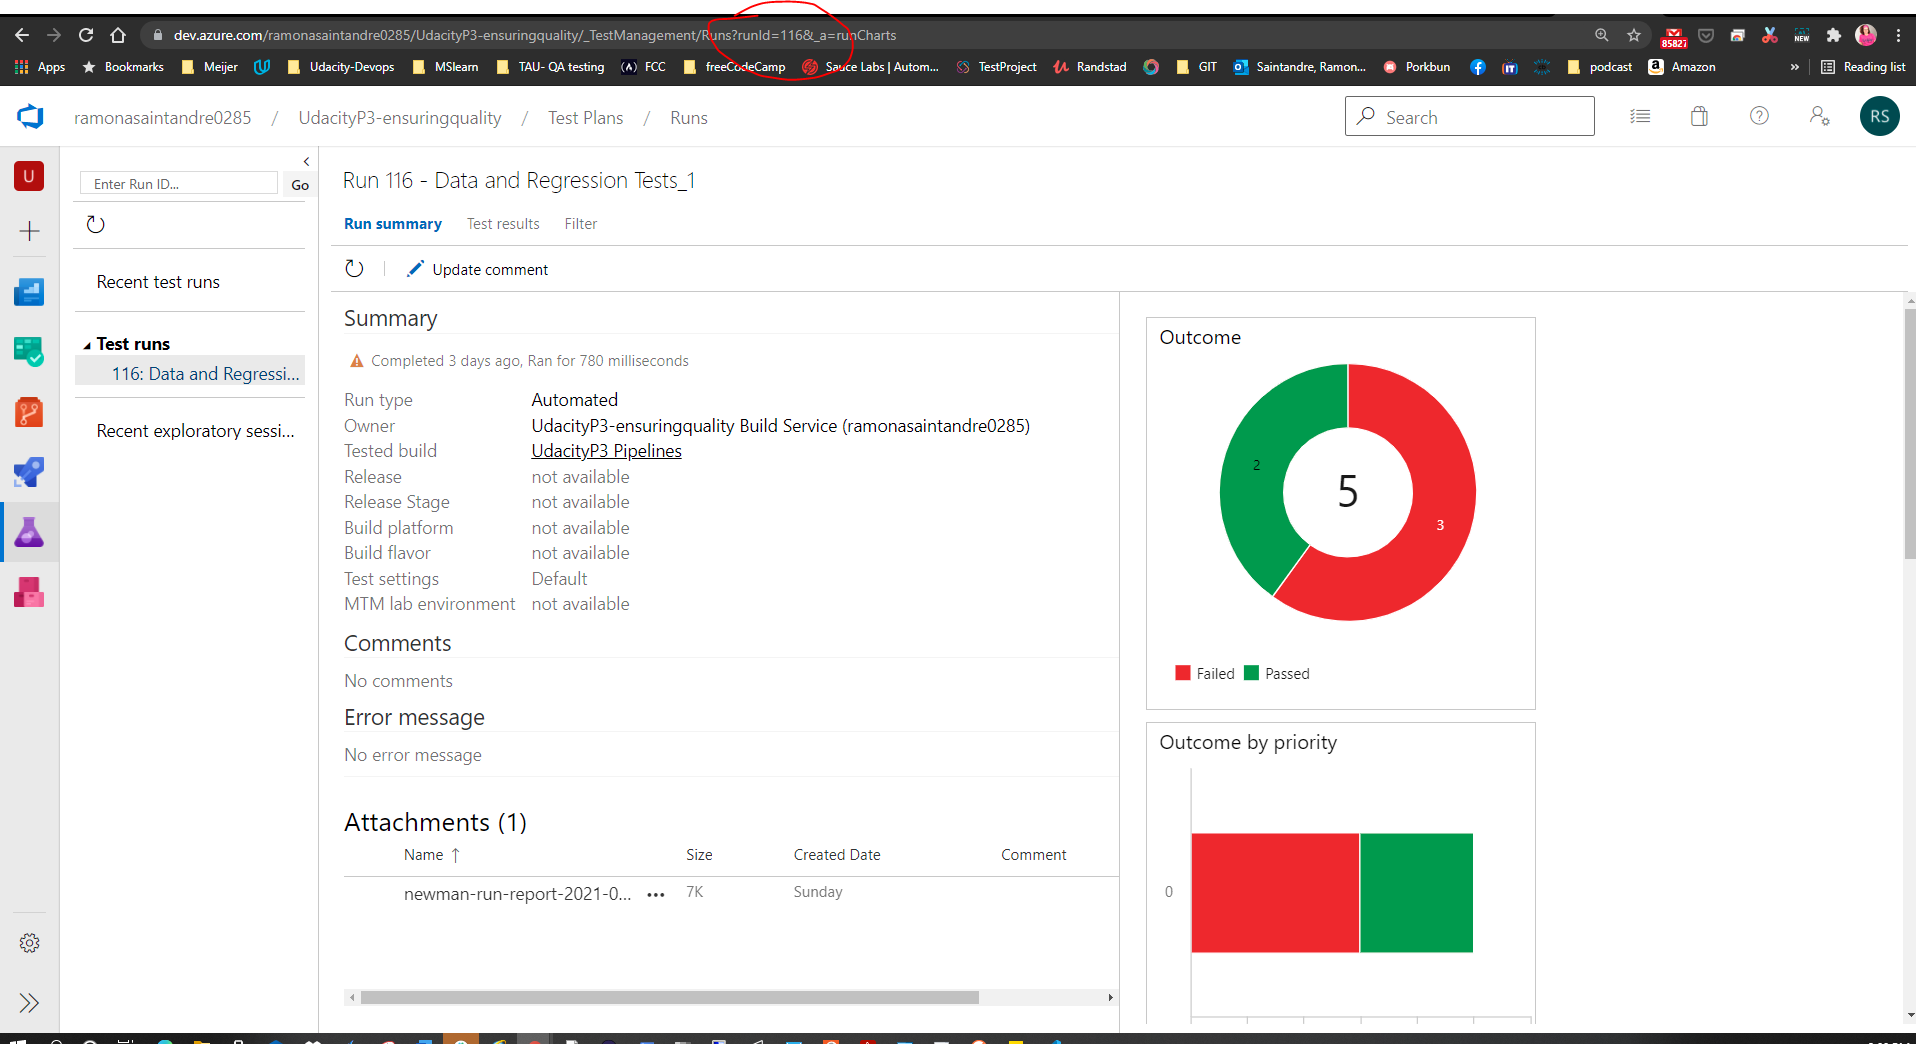 dev.azure.com/ramonasaintandre0285/UdacityP3-ensuringquality/_TestManagement/Runs?runId=116&_a=runCharts
85827
NEW
Apps Bookmarks Meijer Udacity-Devops MSlearn TAU- QA testing (A) FCC freeCodeCamp Sauce Labs | Autom... TestProject Randstad GIT Saintandre, Ramon... Porkbun podcast Amazon » Reading list
ramonasaintandre0285 / UdacityP3-ensuringquality / Test Plans / Runs
Search
RS
U
Enter Run ID...
Go
Recent test runs
Test runs
116: Data and Regressi...
Recent exploratory sessi...
Run 116 - Data and Regression Tests_1
Run summary Test results Filter
Update comment
Summary
Completed 3 days ago, Ran for 780 milliseconds
Run type Automated
Owner UdacityP3-ensuringquality Build Service (ramonasaintandre0285)
Tested build UdacityP3 Pipelines
Release not available
Release Stage not available
Build platform not available
Build flavor not available
Test settings Default
MTM lab environment not available
Comments
No comments
Error message
No error message
Attachments (1)
Name ↑ Size Created Date Comment
newman-run-report-2021-0... ••• 7K Sunday
Outcome
2
5
3
Failed Passed
Outcome by priority
0